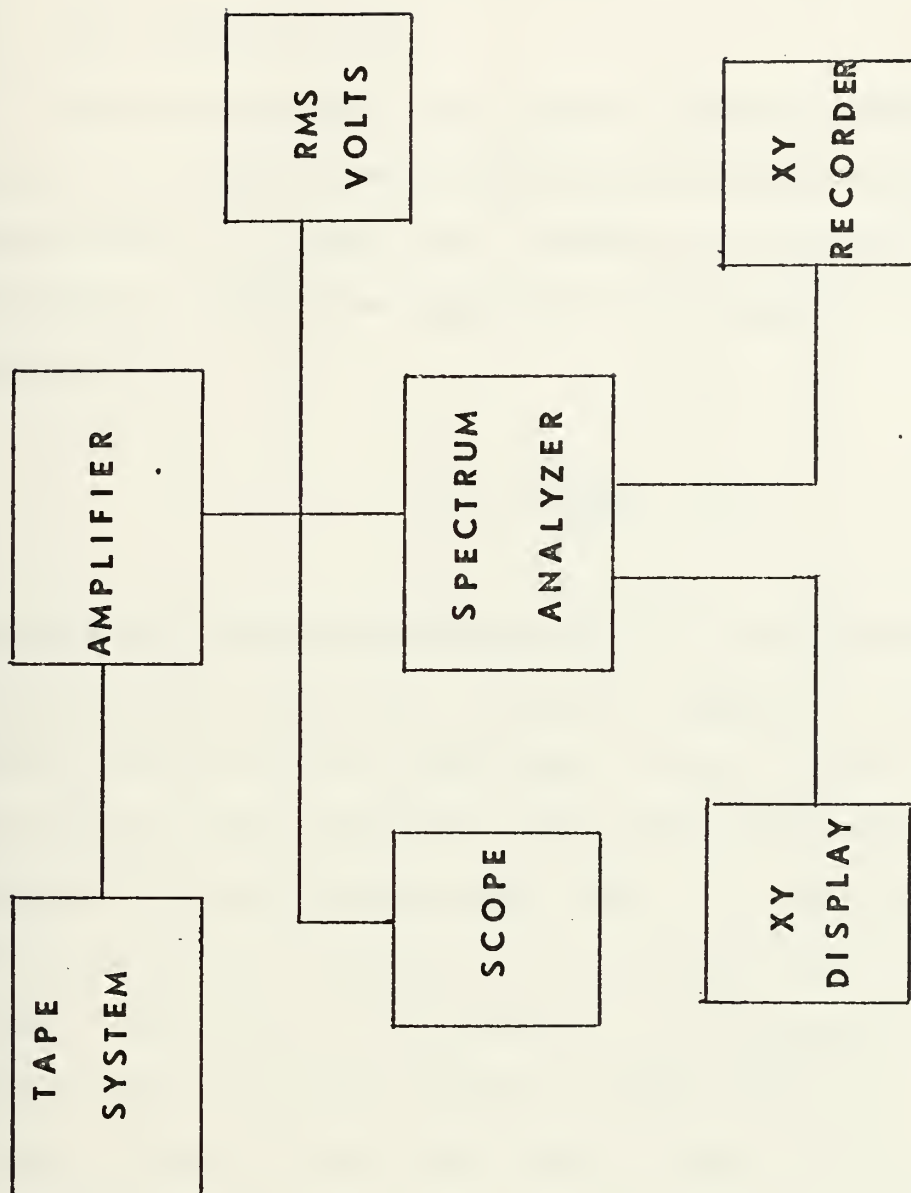 TAPE
SYSTEM
AMPLIFIER
RMS
VOLTS
SCOPE
SPECTRUM
ANALYZER
XY
DISPLAY
XY
RECORDER